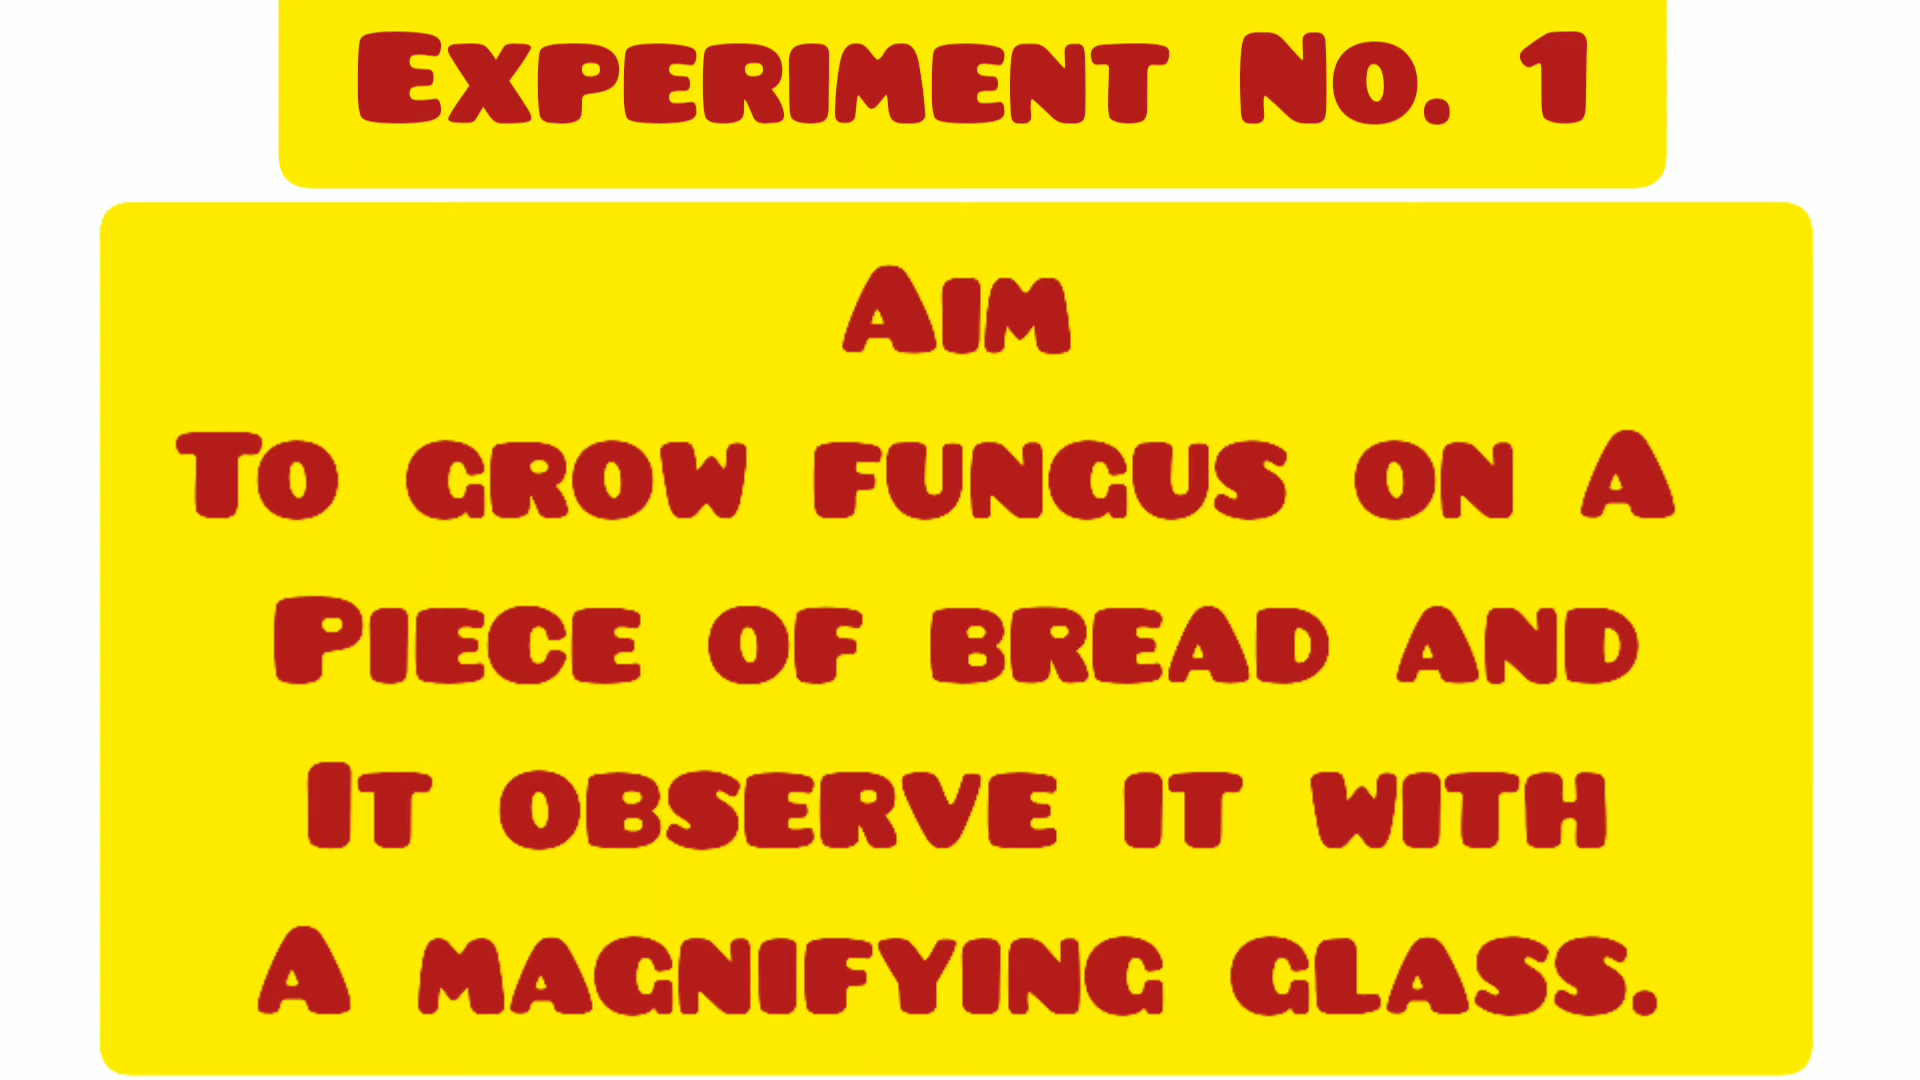 Experiment No. 1
Aim
To grow fungus on A
Piece of bread and
It observe it with
A magnifying glass.